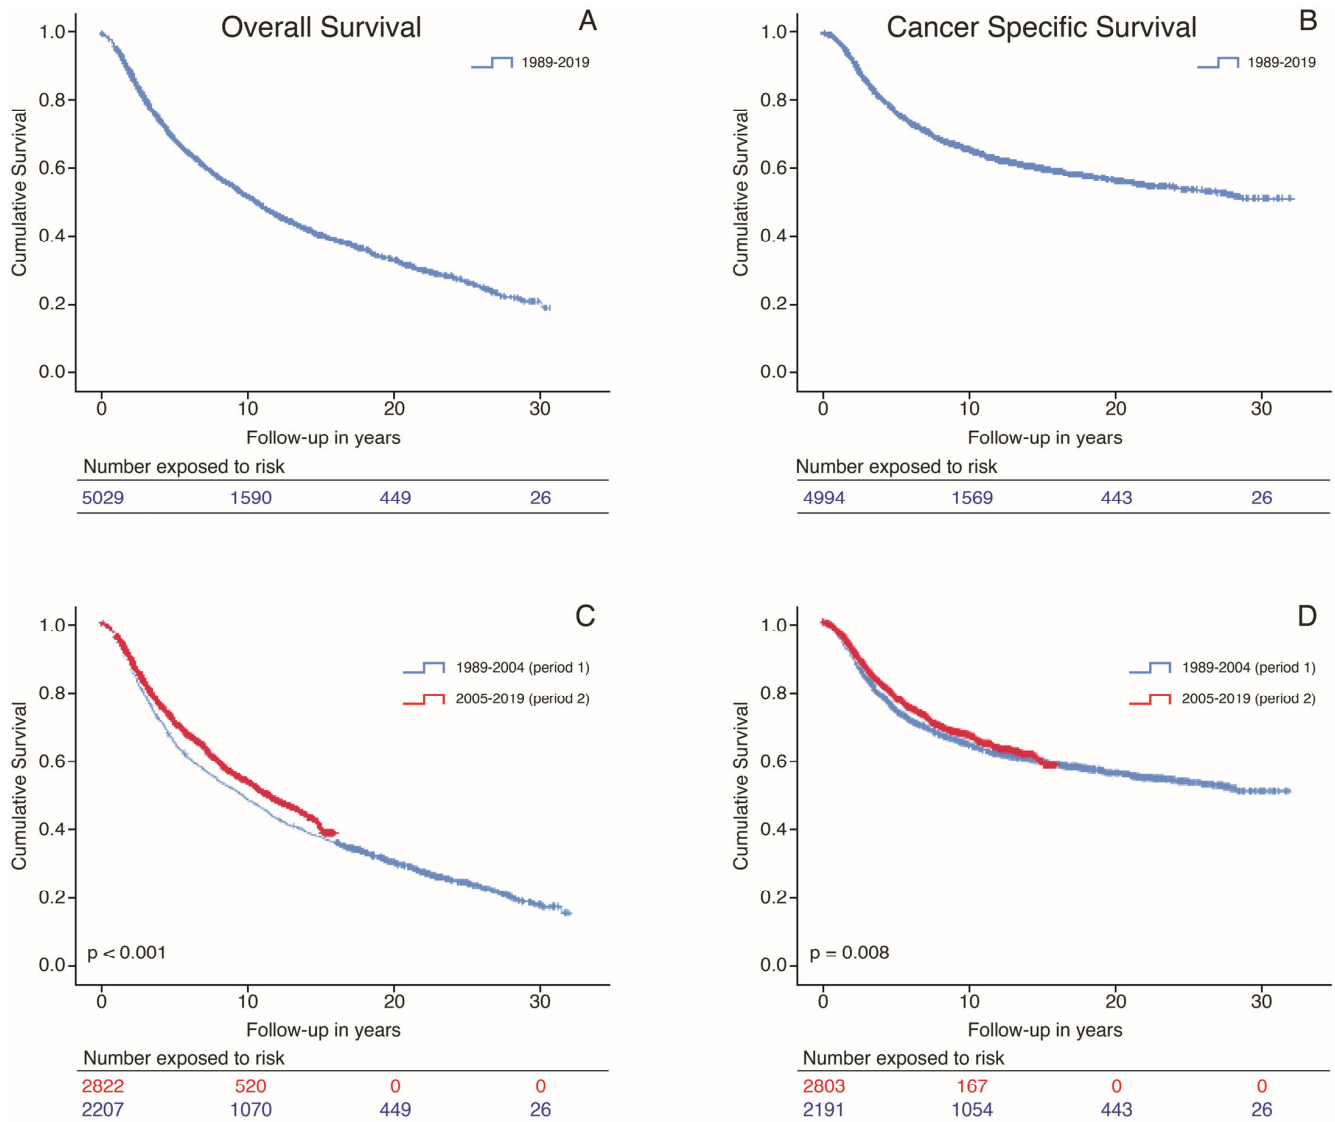 Overall Survival
A
1989-2019
Cumulative Survival
1.0
0.8
0.6
0.4
0.2
0.0
0 10 20 30
Follow-up in years
Number exposed to risk
5029 1590 449 26
Cancer Specific Survival
B
1989-2019
Cumulative Survival
1.0
0.8
0.6
0.4
0.2
0.0
0 10 20 30
Follow-up in years
Number exposed to risk
4994 1569 443 26
C
1989-2004 (period 1)
2005-2019 (period 2)
Cumulative Survival
1.0
0.8
0.6
0.4
0.2
0.0
p < 0.001
0 10 20 30
Follow-up in years
Number exposed to risk
2822 520 0 0
2207 1070 449 26
D
1989-2004 (period 1)
2005-2019 (period 2)
Cumulative Survival
1.0
0.8
0.6
0.4
0.2
0.0
p = 0.008
0 10 20 30
Follow-up in years
Number exposed to risk
2803 167 0 0
2191 1054 443 26